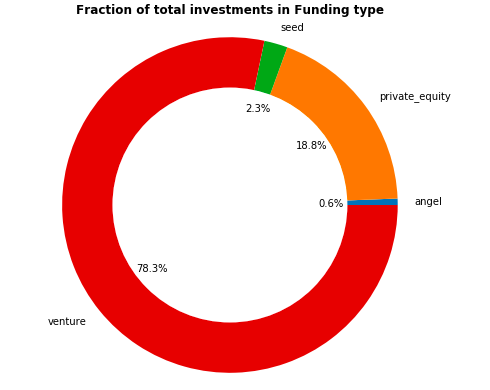 Fraction of total investments in Funding type
seed
private_equity
2.3%
18.8%
0.6%
angel
78.3%
venture